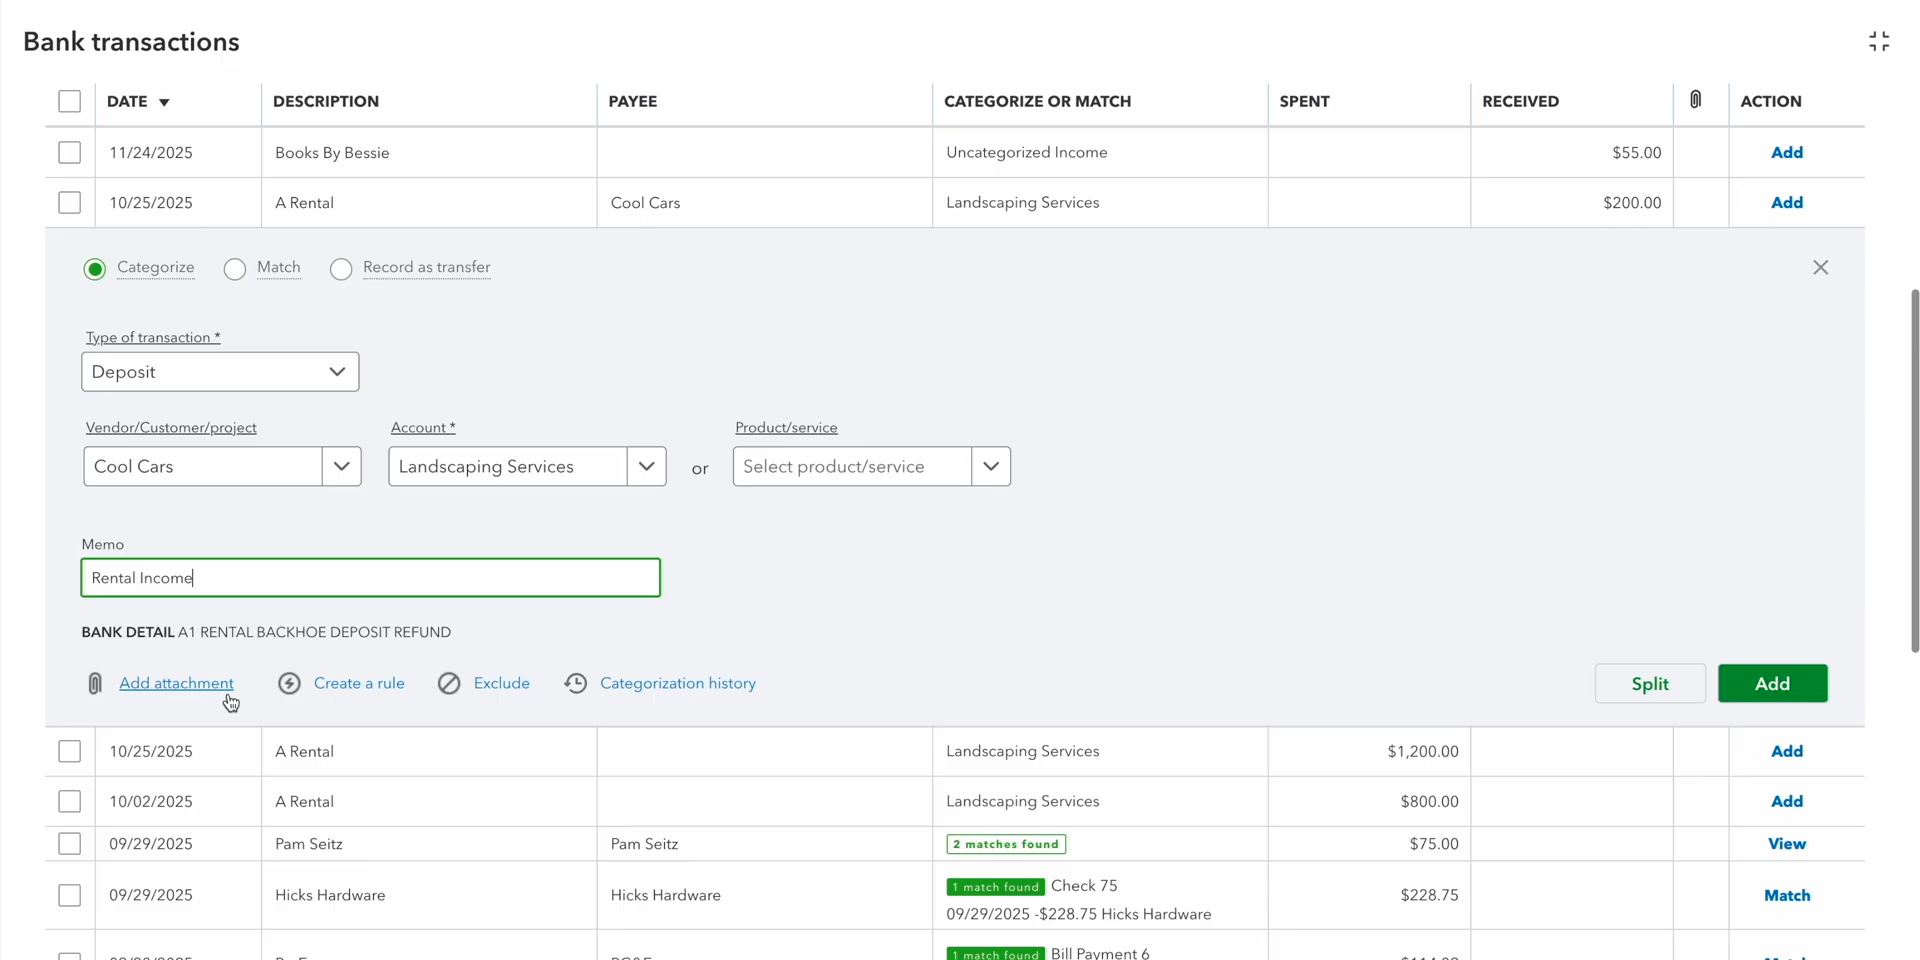 Bank transactions
DATE DESCRIPTION PAYEE CATEGORIZE OR MATCH SPENT RECEIVED ACTION
11/24/2025 Books By Bessie Uncategorized Income $55.00 Add
10/25/2025 A Rental Cool Cars Landscaping Services $200.00 Add
Categorize Match Record as transfer
Type of transaction *
Deposit
Vendor/Customer/project Account * Product/service
Cool Cars Landscaping Services or Select product/service
Memo
Rental Income
BANK DETAIL A1 RENTAL BACKHOE DEPOSIT REFUND
Add attachment Create a rule Exclude Categorization history Split Add
10/25/2025 A Rental Landscaping Services $1,200.00 Add
10/02/2025 A Rental Landscaping Services $800.00 Add
09/29/2025 Pam Seitz Pam Seitz 2 matches found $75.00 View
1 match found Check 75
09/29/2025 Hicks Hardware Hicks Hardware $228.75 Match
09/29/2025 -$228.75 Hicks Hardware
1 match found Bill Payment 6